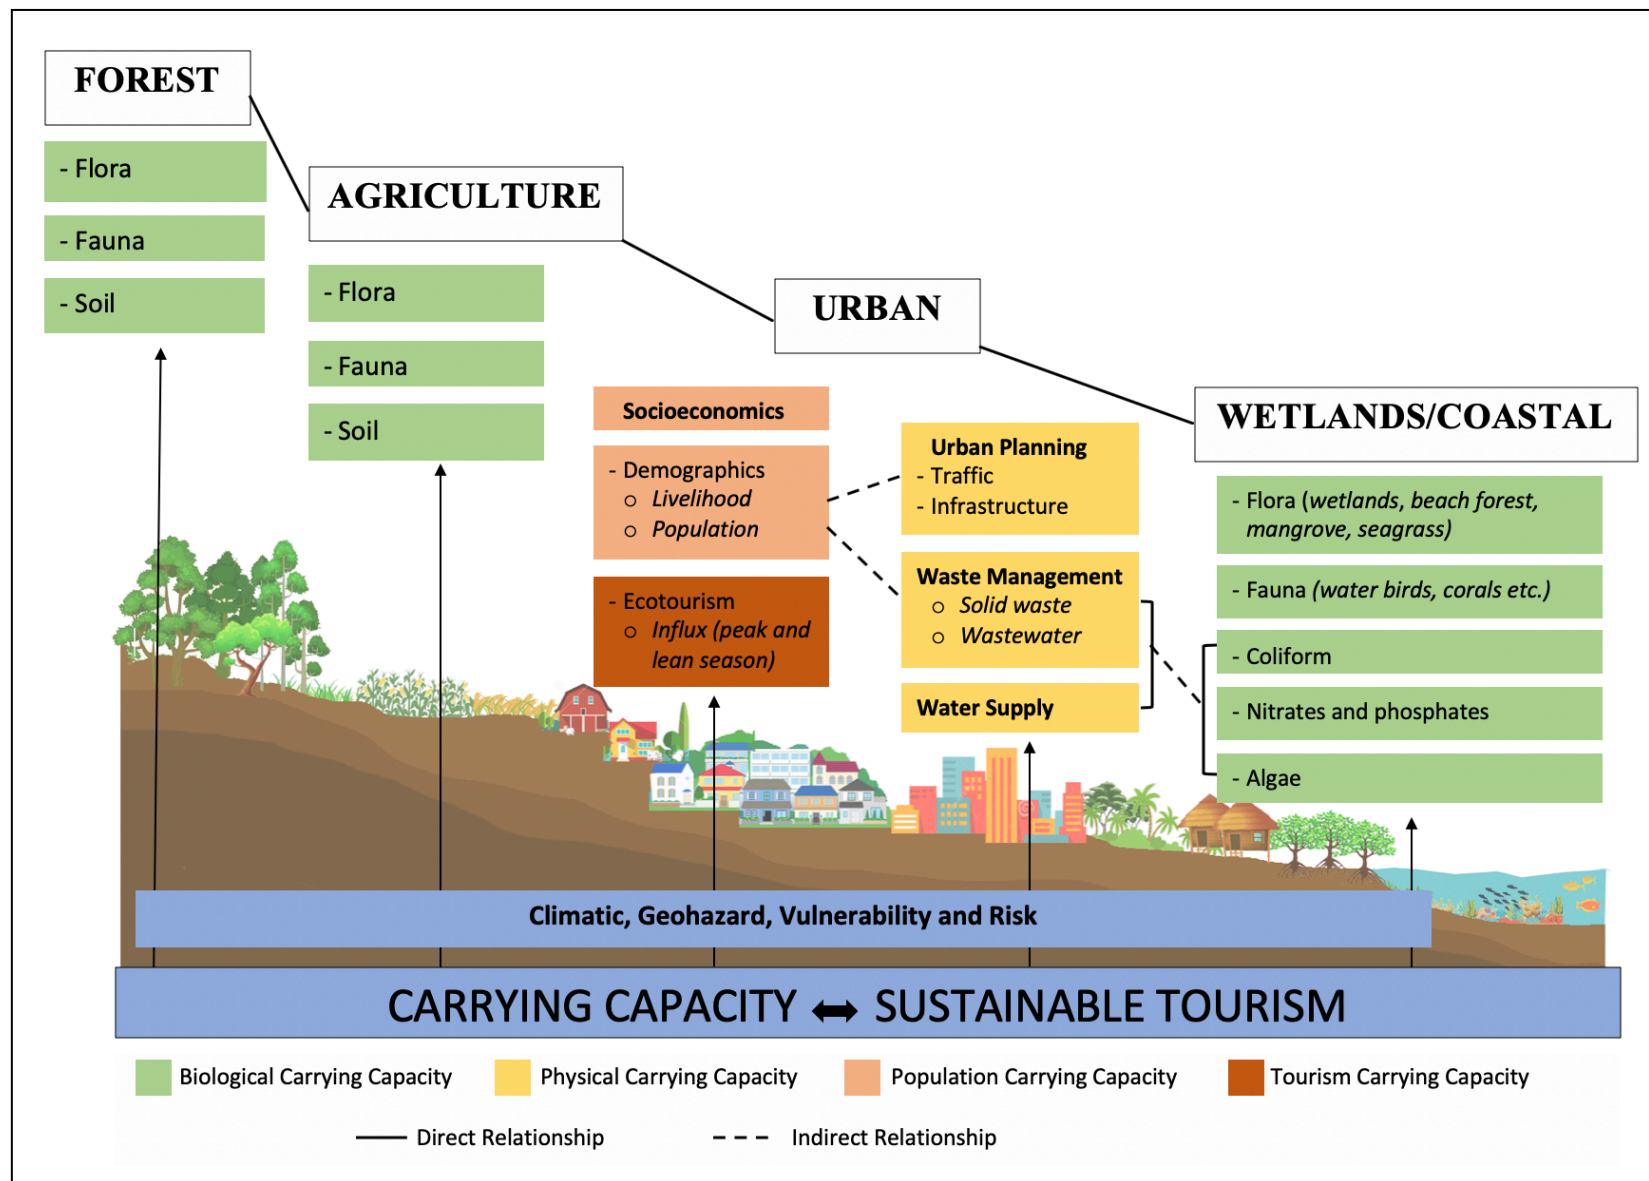 FOREST
- Flora
- Fauna
- Soil
AGRICULTURE
- Flora
- Fauna
- Soil
URBAN
Socioeconomics
- Demographics
o Livelihood
o Population
- Ecotourism
o Influx (peak and
lean season)
Urban Planning
- Traffic
- Infrastructure
Waste Management
o Solid waste
o Wastewater
Water Supply
WETLANDS/COASTAL
- Flora (wetlands, beach forest,
mangrove, seagrass)
- Fauna (water birds, corals etc.)
- Coliform
- Nitrates and phosphates
- Algae
Climatic, Geohazard, Vulnerability and Risk
CARRYING CAPACITY ⬌ SUSTAINABLE TOURISM
Biological Carrying Capacity
Physical Carrying Capacity
Population Carrying Capacity
Tourism Carrying Capacity
Direct Relationship
Indirect Relationship